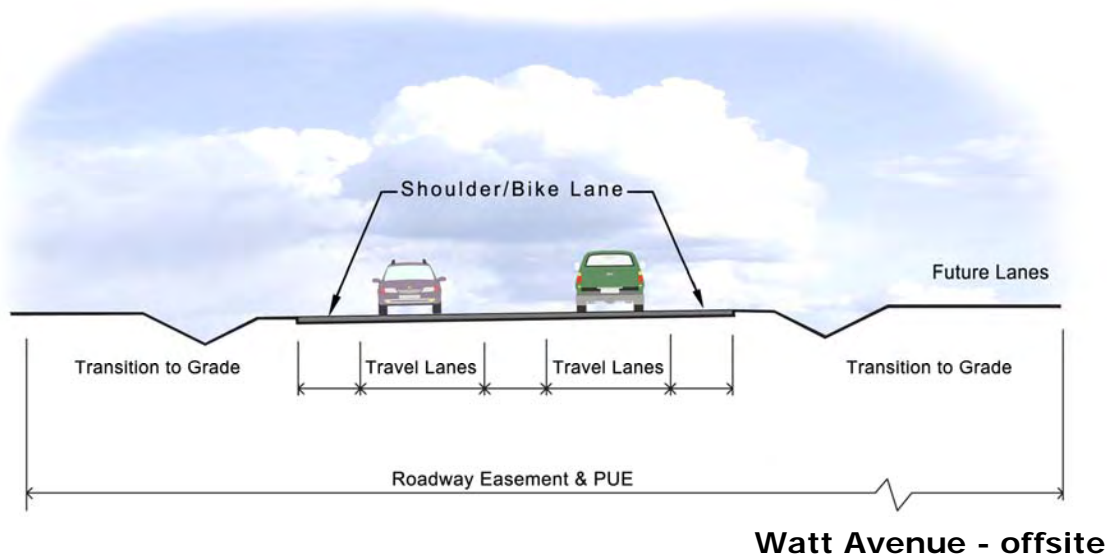 Shoulder/Bike Lane
Future Lanes
Transition to Grade
Travel Lanes
Travel Lanes
Transition to Grade
Roadway Easement & PUE
Watt Avenue - offsite